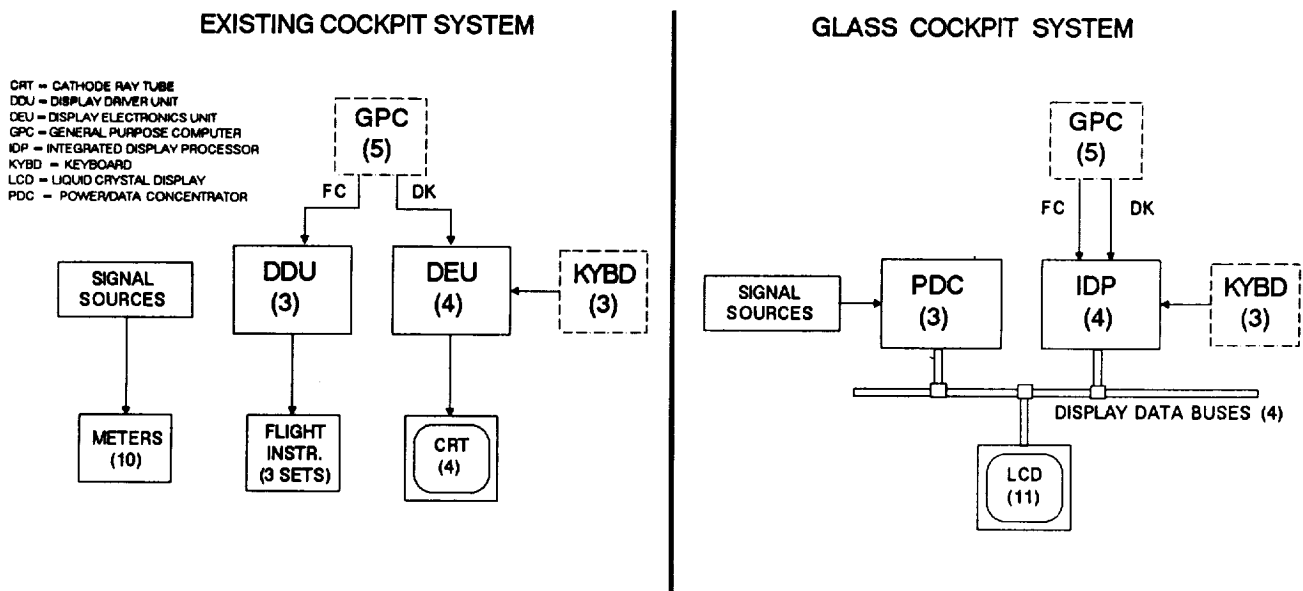 EXISTING COCKPIT SYSTEM
CRT = CATHODE RAY TUBE
DDU = DISPLAY DRIVER UNIT
DEU = DISPLAY ELECTRONICS UNIT
GPC = GENERAL PURPOSE COMPUTER
IDP = INTEGRATED DISPLAY PROCESSOR
KYBD = KEYBOARD
LCD = LIQUID CRYSTAL DISPLAY
PDC = POWER/DATA CONCENTRATOR
GPC
(5)
FC
DK
SIGNAL
SOURCES
DDU
(3)
DEU
(4)
KYBD
(3)
METERS
(10)
FLIGHT
INSTR.
(3 SETS)
CRT
(4)
GLASS COCKPIT SYSTEM
GPC
(5)
FC
DK
SIGNAL
SOURCES
PDC
(3)
IDP
(4)
KYBD
(3)
DISPLAY DATA BUSES (4)
LCD
(11)